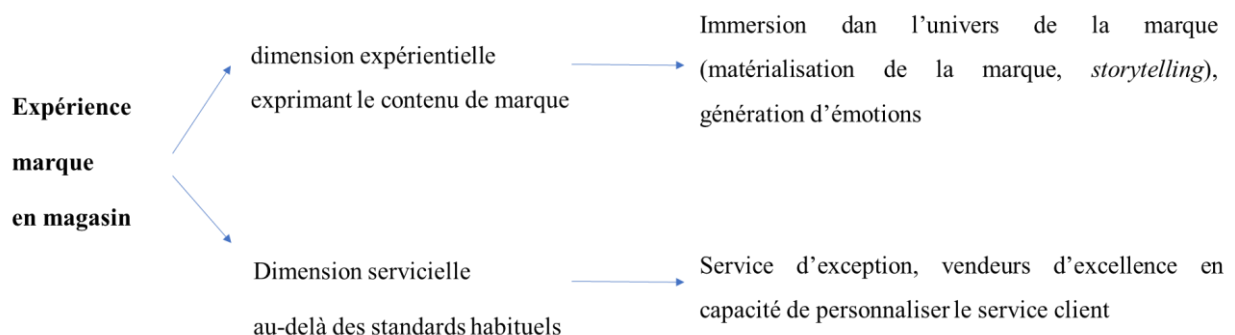 Expérience
marque
en magasin
dimension expérientielle
exprimant le contenu de marque
Immersion dan l’univers de la marque
(matérialisation de la marque, storytelling),
génération d’émotions
Dimension servicielle
au-delà des standards habituels
Service d’exception, vendeurs d’excellence en
capacité de personnaliser le service client